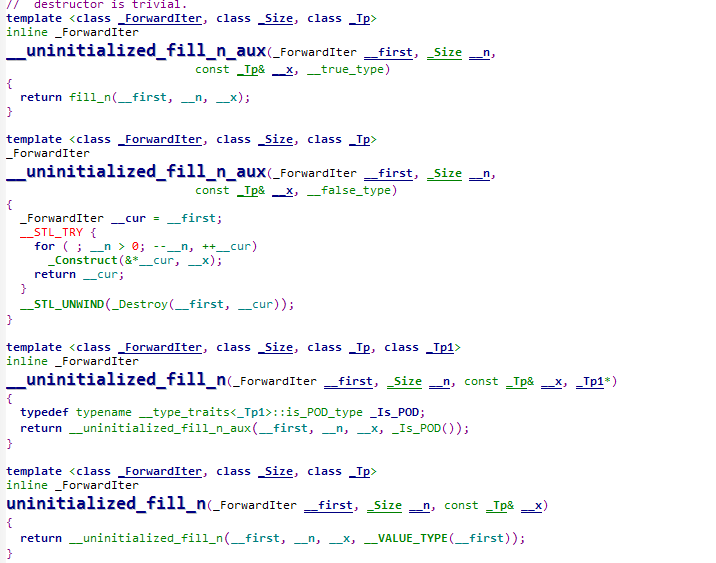 //  destructor is trivial.
template <class _ForwardIter, class _Size, class _Tp>
inline _ForwardIter
__uninitialized_fill_n_aux(_ForwardIter __first, _Size __n,
                           const _Tp& __x, __true_type)
{
  return fill_n(__first, __n, __x);
}

template <class _ForwardIter, class _Size, class _Tp>
_ForwardIter
__uninitialized_fill_n_aux(_ForwardIter __first, _Size __n,
                           const _Tp& __x, __false_type)
{
  _ForwardIter __cur = __first;
  __STL_TRY {
    for ( ; __n > 0; --__n, ++__cur)
      _Construct(&*__cur, __x);
    return __cur;
  }
  __STL_UNWIND(_Destroy(__first, __cur));
}

template <class _ForwardIter, class _Size, class _Tp, class _Tp1>
inline _ForwardIter
__uninitialized_fill_n(_ForwardIter __first, _Size __n, const _Tp& __x, _Tp1*)
{
  typedef typename __type_traits<_Tp1>::is_POD_type _Is_POD;
  return __uninitialized_fill_n_aux(__first, __n, __x, _Is_POD());
}

template <class _ForwardIter, class _Size, class _Tp>
inline _ForwardIter
uninitialized_fill_n(_ForwardIter __first, _Size __n, const _Tp& __x)
{
  return __uninitialized_fill_n(__first, __n, __x, __VALUE_TYPE(__first));
}